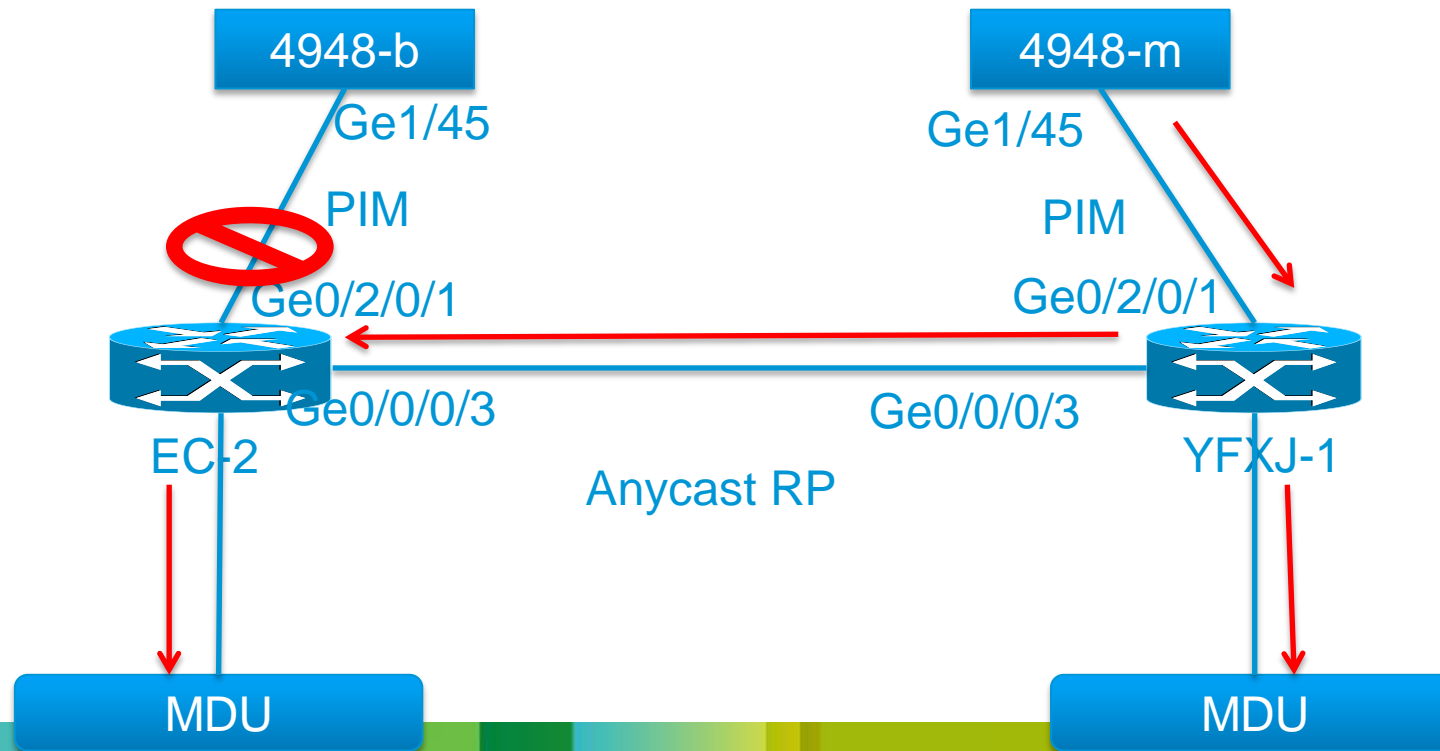 4948-b
4948-m
Ge1/45
Ge1/45
PIM
PIM
Ge0/2/0/1
Ge0/2/0/1
Ge0/0/0/3
Ge0/0/0/3
EC-2
YFXJ-1
Anycast RP
MDU
MDU